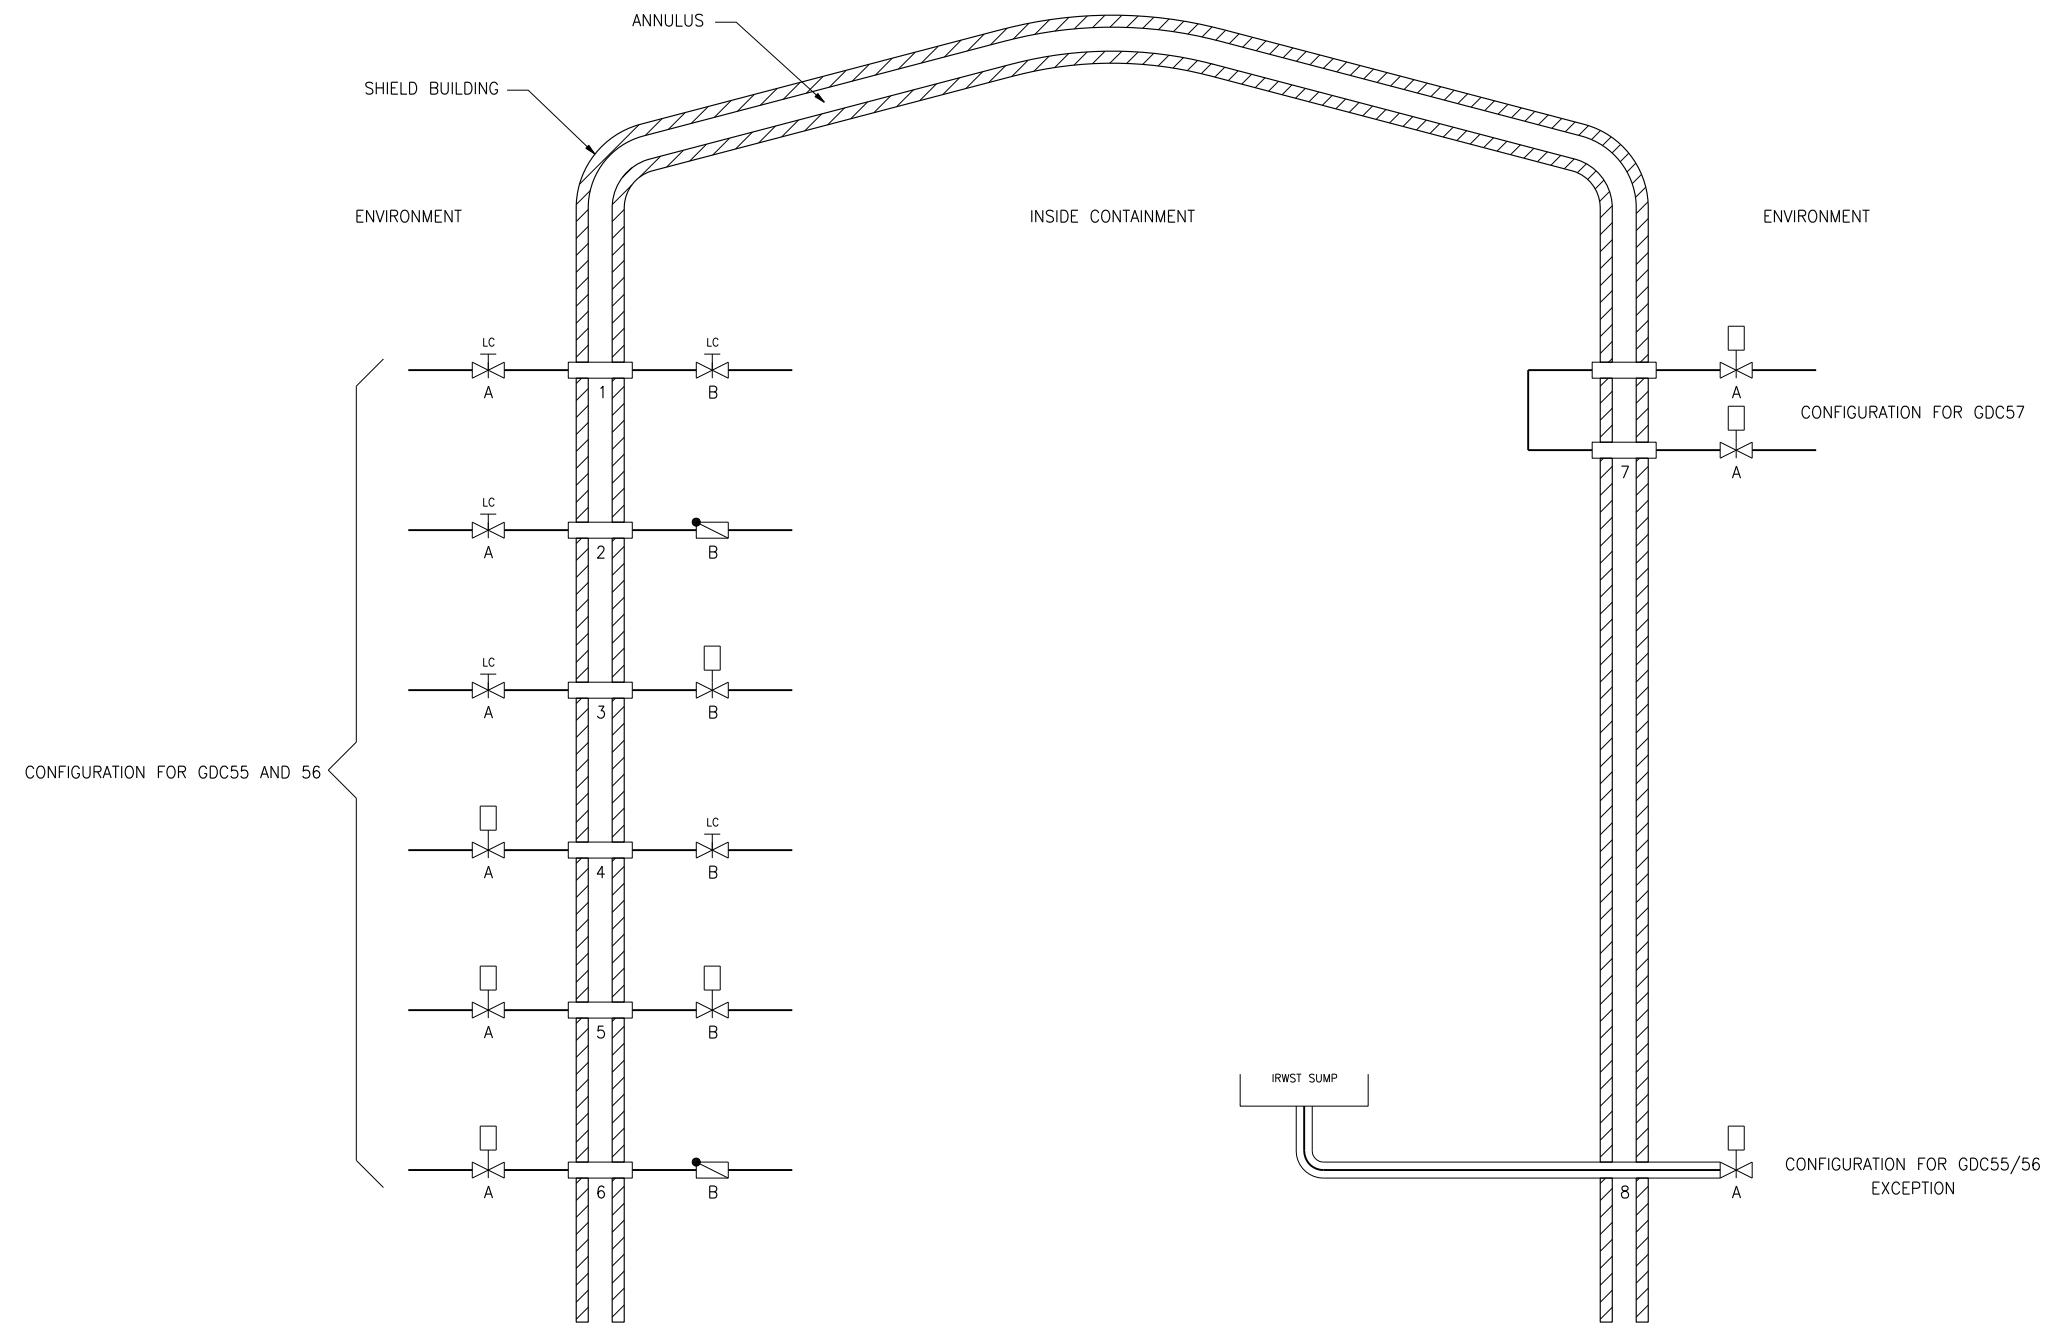 ANNULUS
SHIELD BUILDING
ENVIRONMENT
INSIDE CONTAINMENT
ENVIRONMENT
LC
LC
A
1
B
A
CONFIGURATION FOR GDC57
7
A
LC
A
2
B
LC
A
3
B
CONFIGURATION FOR GDC55 AND 56
LC
A
4
B
A
5
B
IRWST SUMP
A
6
B
8
A
CONFIGURATION FOR GDC55/56
EXCEPTION